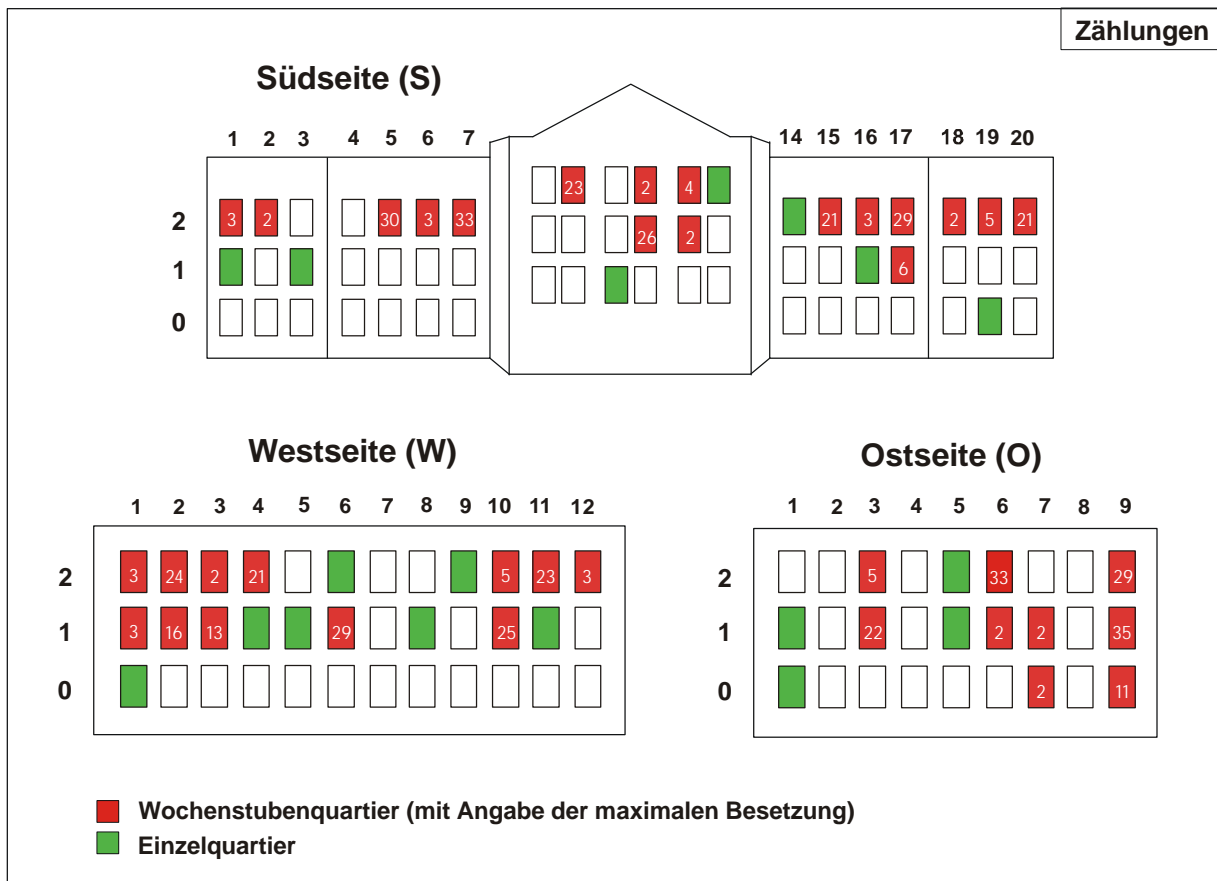 Zählungen
Südseite (S)
1 2 3 4 5 6 7 14 15 16 17 18 19 20
23 2 4
2 3 2 30 3 33 21 3 29 2 5 21
26 2
1 6
0
Westseite (W)
1 2 3 4 5 6 7 8 9 10 11 12
2 3 24 2 21 5 23 3
1 3 16 13 29 25
0
Ostseite (O)
1 2 3 4 5 6 7 8 9
2 5 33 29
1 22 2 2 35
0 2 11
Wochenstubenquartier (mit Angabe der maximalen Besetzung)
Einzelquartier